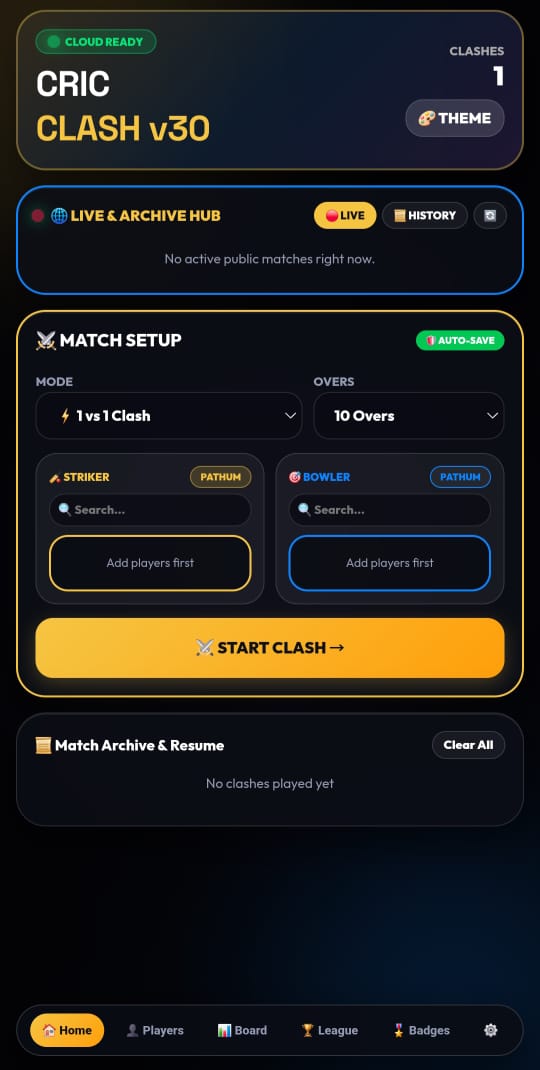 CLOUD READY
CRIC
CLASH v30
CLASHES
1
🎨 THEME
🌐 LIVE & ARCHIVE HUB
🔴 LIVE
📜 HISTORY
🔄
No active public matches right now.
⚔️ MATCH SETUP
🛡️ AUTO-SAVE
MODE
OVERS
⚡ 1 vs 1 Clash
10 Overs
🏏 STRIKER
PATHUM
🎯 BOWLER
PATHUM
🔍 Search...
🔍 Search...
Add players first
Add players first
⚔️ START CLASH →
📜 Match Archive & Resume
Clear All
No clashes played yet
🏠 Home
👤 Players
📊 Board
🏆 League
🎖️ Badges
⚙️